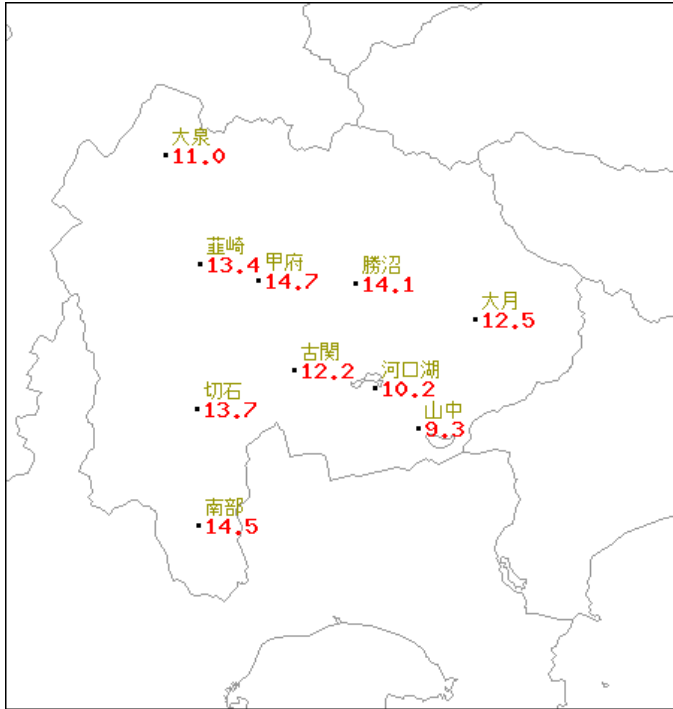 大泉
11.0
韮崎
13.4
甲府
14.7
勝沼
14.1
大月
12.5
古関
12.2
河口湖
10.2
切石
13.7
山中
9.3
南部
14.5